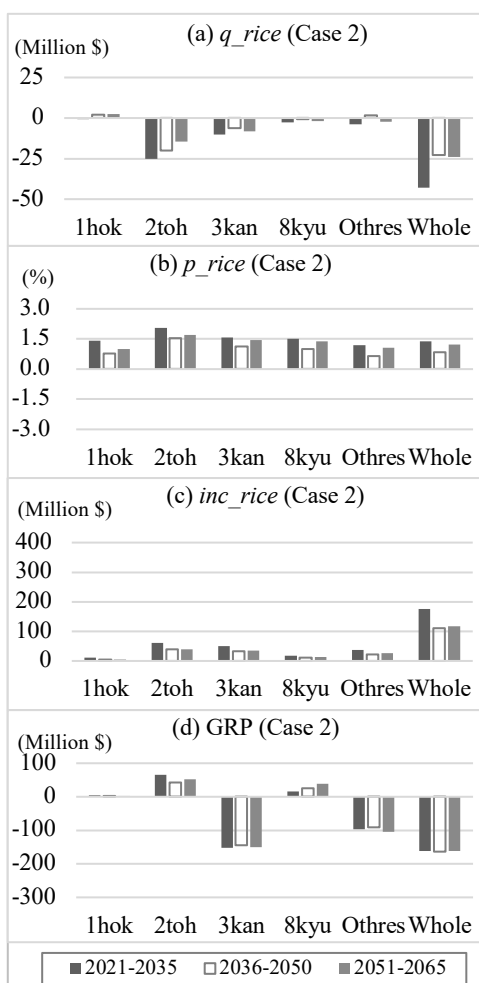 (a) q_rice (Case 2)
(Million $)
25
0
-25
-50
1hok 2toh 3kan 8kyu Othres Whole
(b) p_rice (Case 2)
(%)
3.0
1.5
0.0
-1.5
-3.0
1hok 2toh 3kan 8kyu Othres Whole
(c) inc_rice (Case 2)
(Million $)
400
300
200
100
0
1hok 2toh 3kan 8kyu Othres Whole
(d) GRP (Case 2)
(Million $)
100
0
-100
-200
-300
1hok 2toh 3kan 8kyu Othres Whole
2021-2035 2036-2050 2051-2065